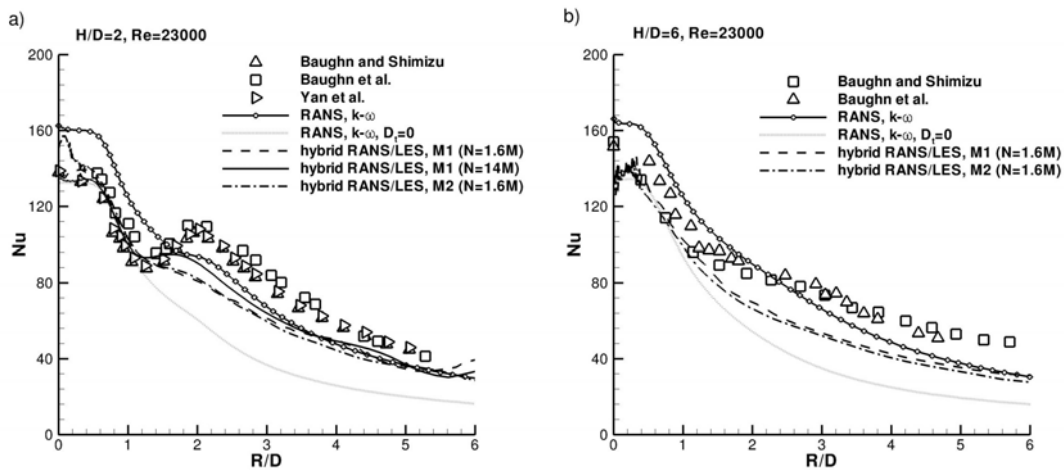 a)
H/D=2, Re=23000
200
160
120
80
40
0
Nu
Baughn and Shimizu
Baughn et al.
Yan et al.
RANS, k-ω
RANS, k-ω, D₁=0
hybrid RANS/LES, M1 (N=1.6M)
hybrid RANS/LES, M1 (N=14M)
hybrid RANS/LES, M2 (N=1.6M)
0 1 2 3 4 5 6
R/D
b)
H/D=6, Re=23000
200
160
120
80
40
0
Nu
Baughn and Shimizu
Baughn et al.
RANS, k-ω
RANS, k-ω, D₁=0
hybrid RANS/LES, M1 (N=1.6M)
hybrid RANS/LES, M2 (N=1.6M)
0 1 2 3 4 5 6
R/D